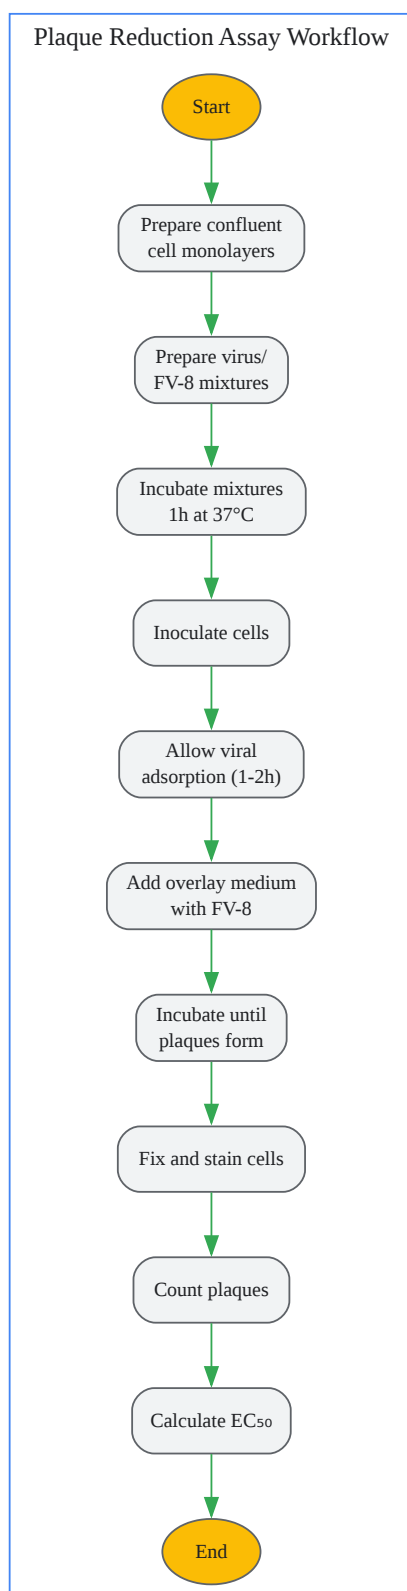 Plaque Reduction Assay Workflow
Start
Prepare confluent
cell monolayers
Prepare virus/
FV-8 mixtures
Incubate mixtures
1h at 37°C
Inoculate cells
Allow viral
adsorption (1-2h)
Add overlay medium
with FV-8
Incubate until
plaques form
Fix and stain cells
Count plaques
Calculate EC₅₀
End